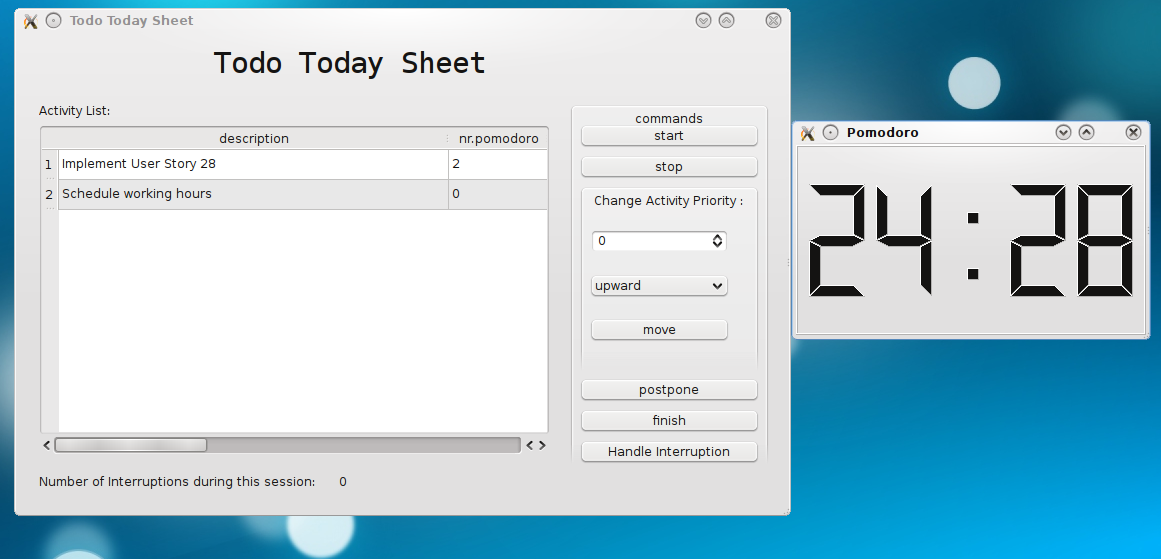 Todo Today Sheet
Todo Today Sheet
Activity List:
description nr.pomodoro
1 Implement User Story 28 2
2 Schedule working hours 0
Number of Interruptions during this session: 0
commands
start
stop
Change Activity Priority :
0
upward
move
postpone
finish
Handle Interruption
Pomodoro
24:28